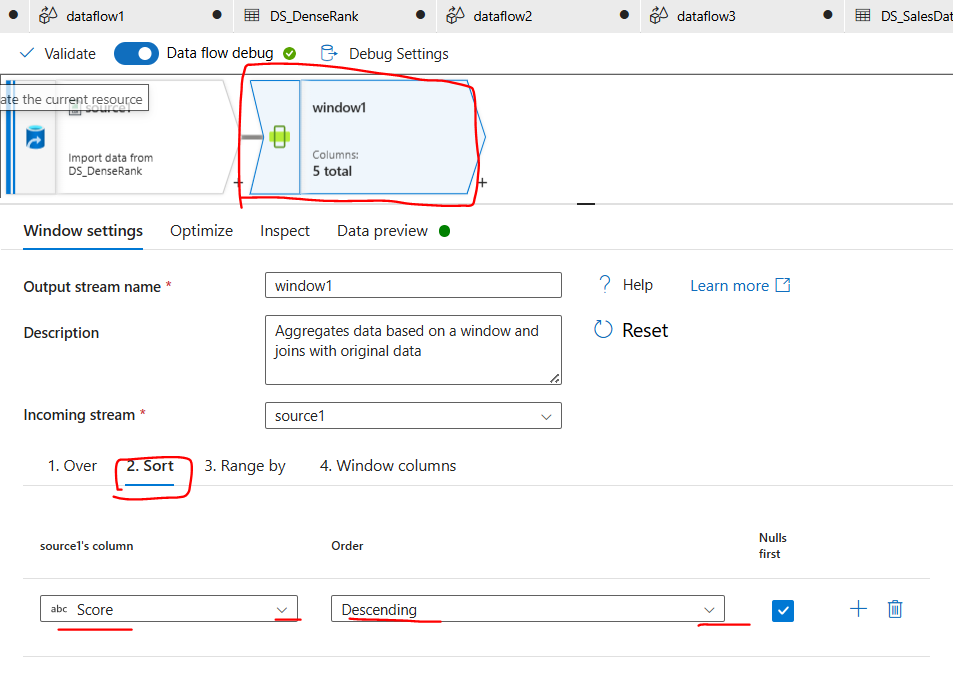 dataflow1
DS_DenseRank
dataflow2
dataflow3
DS_SalesDat
Validate
Data flow debug
Debug Settings
ate the current resource
source1
Import data from
DS_DenseRank
window1
Columns:
5 total
Window settings
Optimize
Inspect
Data preview
Output stream name *
window1
? Help
Learn more
Description
Aggregates data based on a window and
joins with original data
Reset
Incoming stream *
source1
1. Over
2. Sort
3. Range by
4. Window columns
source1's column
Order
Nulls
first
abc Score
Descending